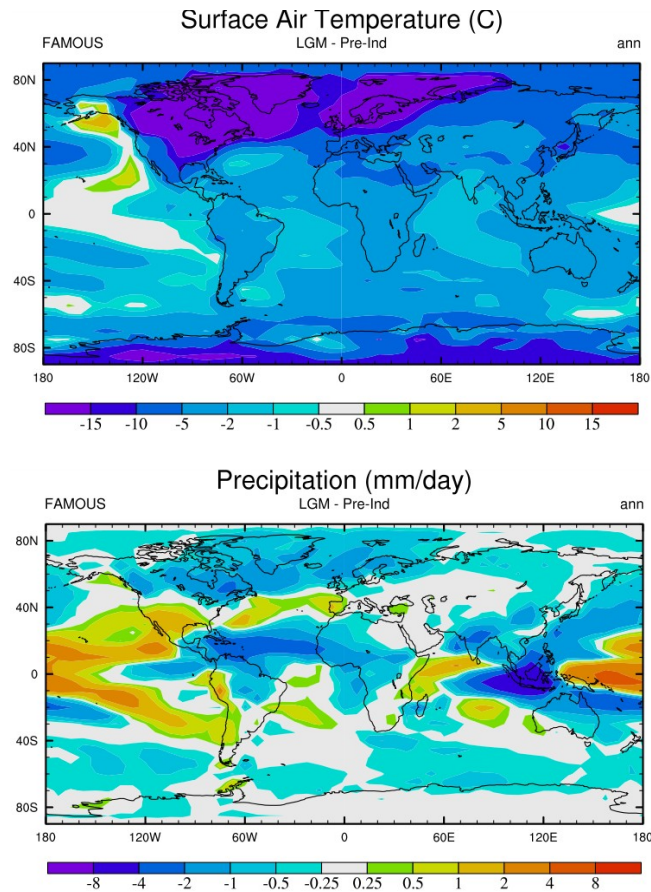 Surface Air Temperature (C)
FAMOUS LGM - Pre-Ind ann
80N
40N
0
40S
80S
180 120W 60W 0 60E 120E 180
-15 -10 -5 -2 -1 -0.5 0.5 1 2 5 10 15
Precipitation (mm/day)
FAMOUS LGM - Pre-Ind ann
80N
40N
0
40S
80S
180 120W 60W 0 60E 120E 180
-8 -4 -2 -1 -0.5 -0.25 0.25 0.5 1 2 4 8